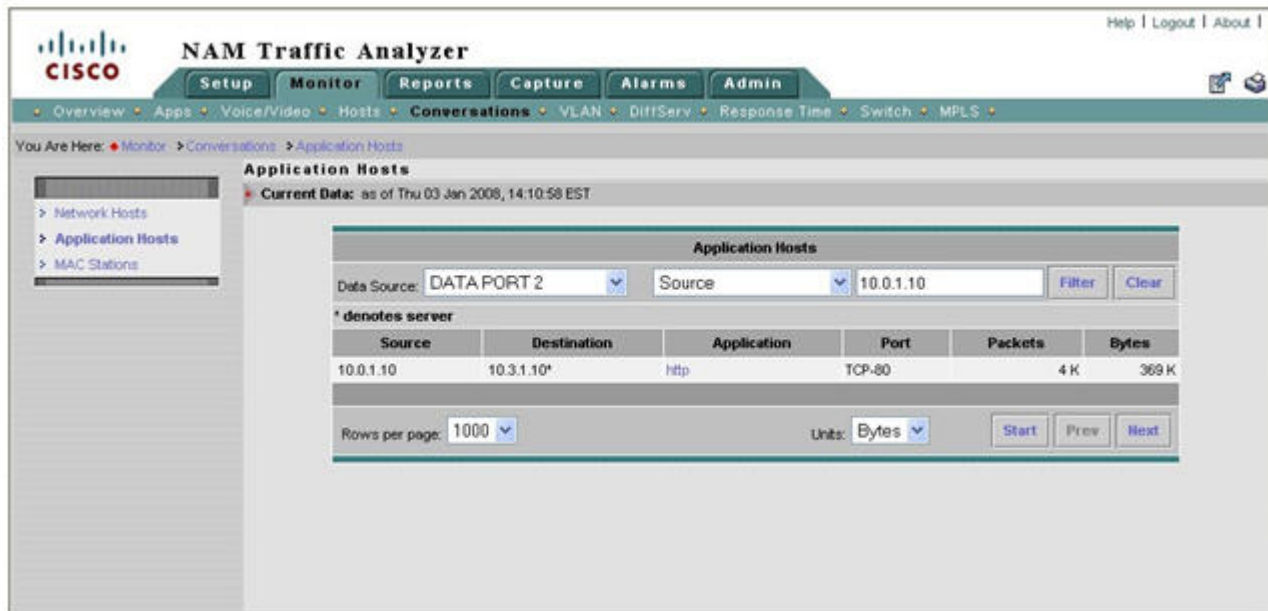 Help | Logout | About |
CISCO
NAM Traffic Analyzer
Setup Monitor Reports Capture Alarms Admin
Overview Apps Voice/Video Hosts Conversations VLAN DiffServ Response Time Switch MPLS
You Are Here: Monitor > Conversations > Application Hosts
Application Hosts
Current Data: as of Thu 03 Jan 2008, 14:10:58 EST
> Network Hosts
> Application Hosts
> MAC Stations
Application Hosts
Data Source: DATA PORT 2 Source 10.0.1.10 Filter Clear
* denotes server
Source Destination Application Port Packets Bytes
10.0.1.10 10.3.1.10* http TCP-80 4 K 369 K
Rows per page: 1000 Units: Bytes Start Prev Next